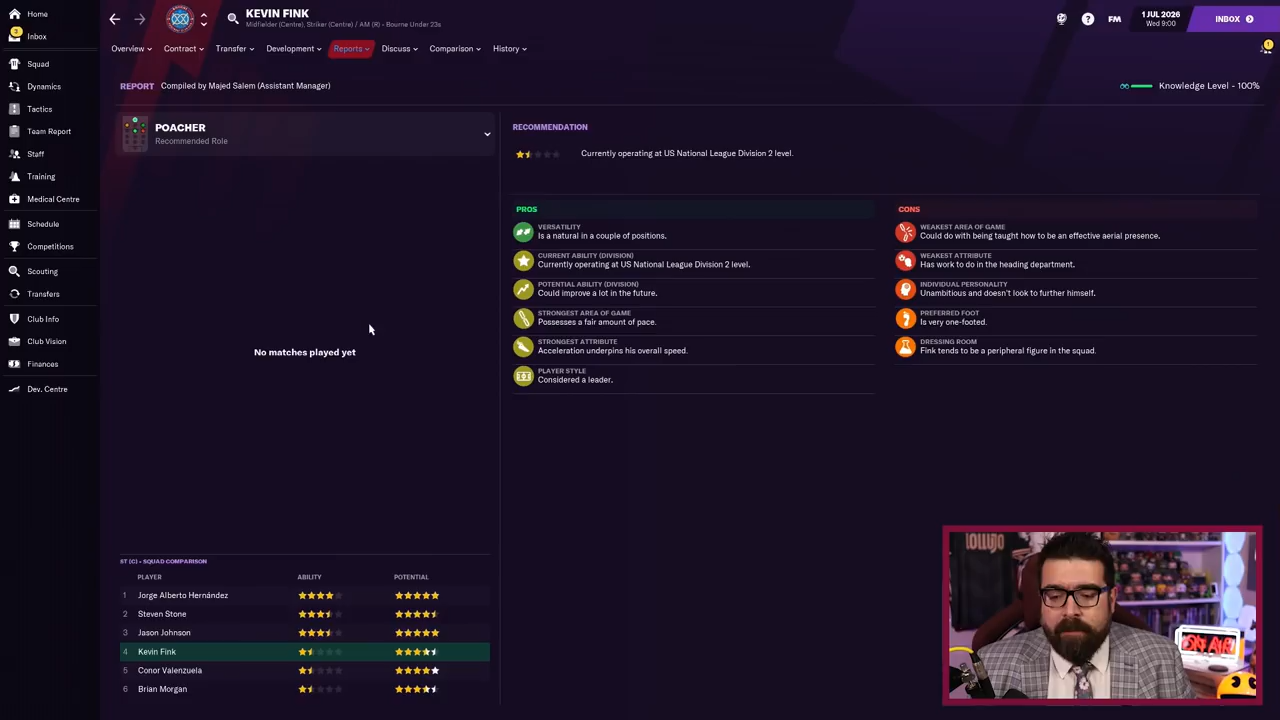 Home
3
Inbox
Squad
Dynamics
Tactics
Team Report
Staff
Training
Medical Centre
Schedule
Competitions
Scouting
Transfers
Club Info
Club Vision
Finances
Dev. Centre
KEVIN FINK
Midfielder (Centre), Striker (Centre) / AM (R) - Bourne Under 23s
FM
1 JUL 2026
Wed 9:00
INBOX
Overview
Contract
Transfer
Development
Reports
Discuss
Comparison
History
1
REPORT Compiled by Majed Salem (Assistant Manager)
Knowledge Level - 100%
POACHER
Recommended Role
No matches played yet
ST (C) - SQUAD COMPARISON
PLAYER ABILITY POTENTIAL
1 Jorge Alberto Hernández
2 Steven Stone
3 Jason Johnson
4 Kevin Fink
5 Conor Valenzuela
6 Brian Morgan
RECOMMENDATION
Currently operating at US National League Division 2 level.
PROS
VERSATILITY
Is a natural in a couple of positions.
CURRENT ABILITY (DIVISION)
Currently operating at US National League Division 2 level.
POTENTIAL ABILITY (DIVISION)
Could improve a lot in the future.
STRONGEST AREA OF GAME
Possesses a fair amount of pace.
STRONGEST ATTRIBUTE
Acceleration underpins his overall speed.
PLAYER STYLE
Considered a leader.
CONS
WEAKEST AREA OF GAME
Could do with being taught how to be an effective aerial presence.
WEAKEST ATTRIBUTE
Has work to do in the heading department.
INDIVIDUAL PERSONALITY
Unambitious and doesn't look to further himself.
PREFERRED FOOT
Is very one-footed.
DRESSING ROOM
Fink tends to be a peripheral figure in the squad.
ON AIR